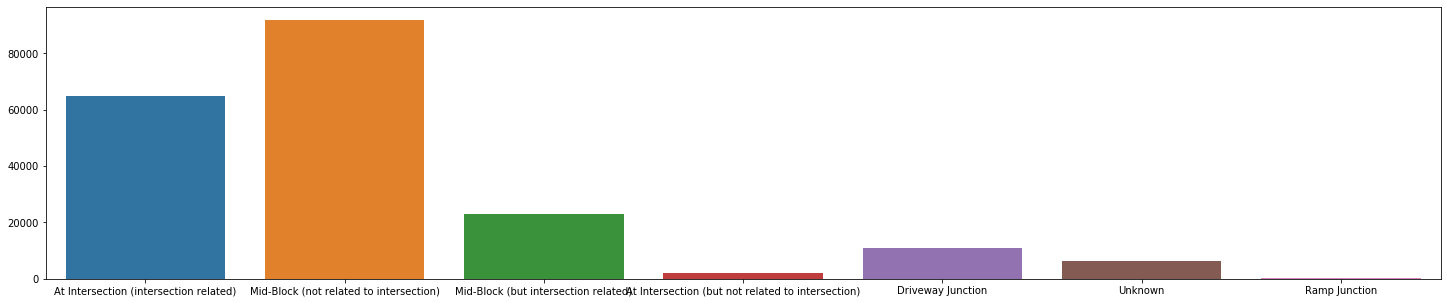 80000
60000
40000
20000
0
At Intersection (intersection related)
Mid-Block (not related to intersection)
Mid-Block (but intersection related)
At Intersection (but not related to intersection)
Driveway Junction
Unknown
Ramp Junction